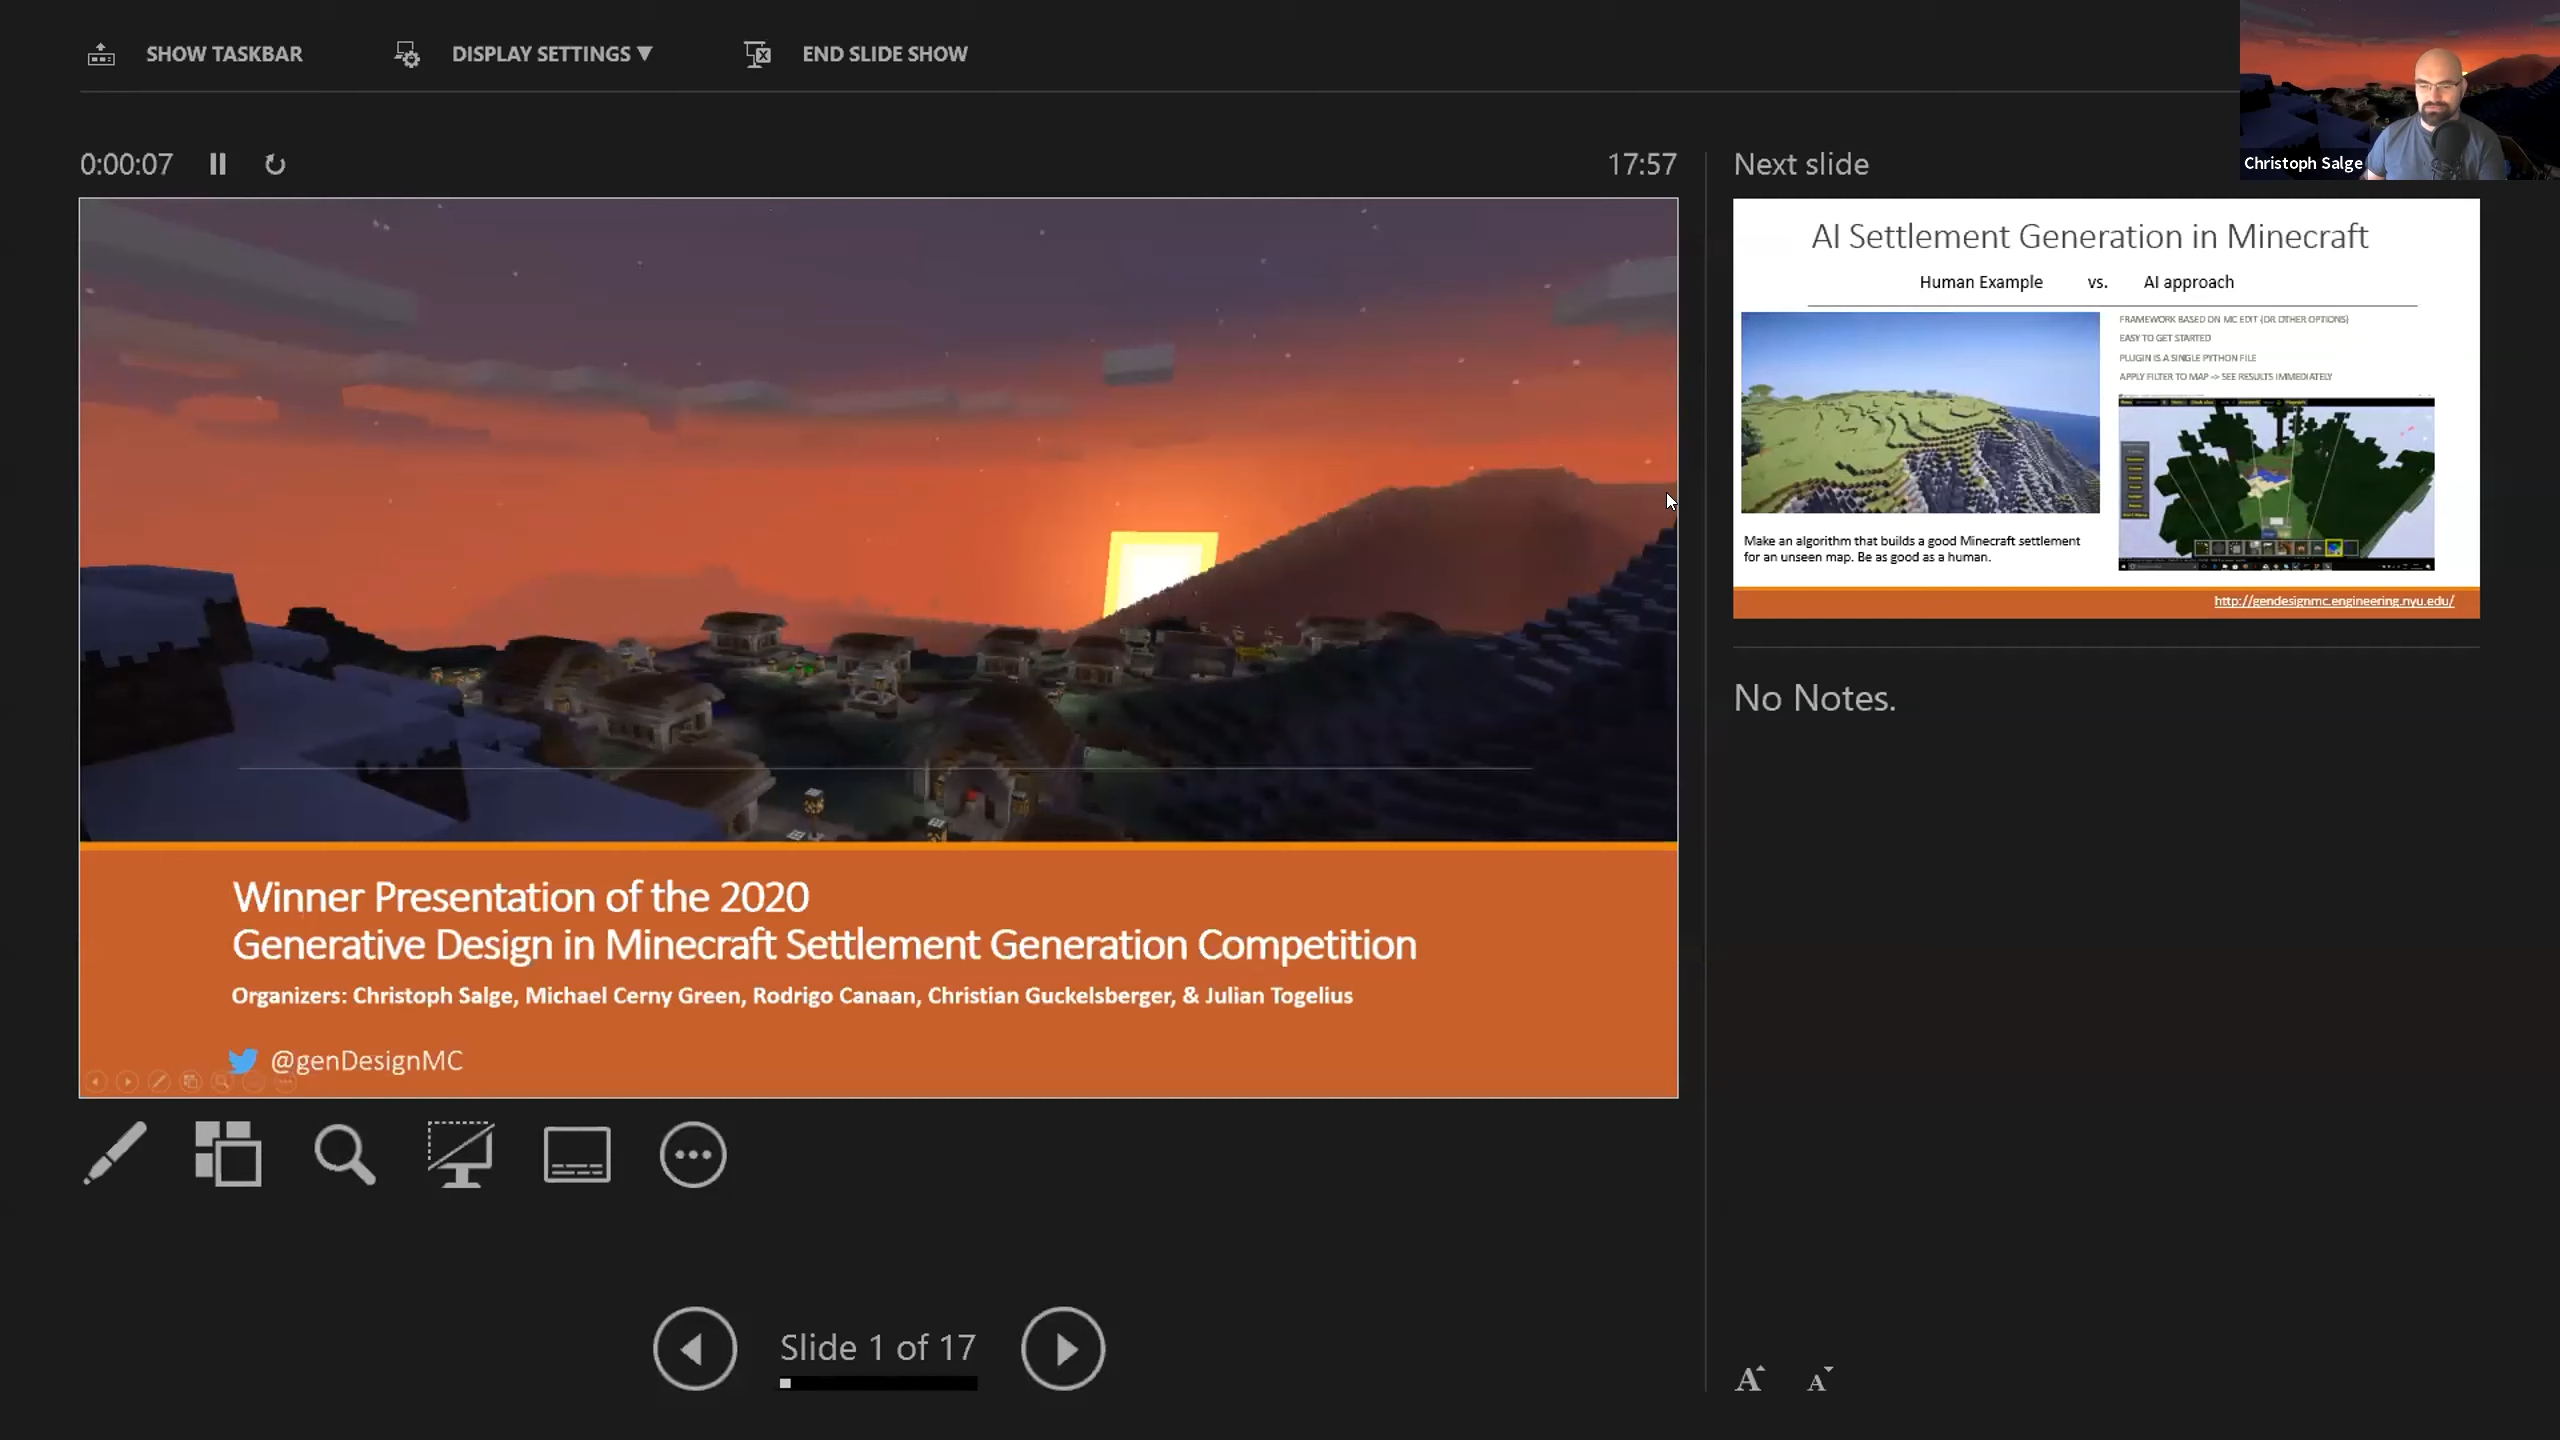 SHOW TASKBAR
DISPLAY SETTINGS ▼
END SLIDE SHOW
Christoph Salge
0:00:07
17:57
Next slide
AI Settlement Generation in Minecraft
Human Example vs. AI approach
FRAMEWORK BASED ON MC EDIT (OR OTHER OPTIONS)
EASY TO GET STARTED
PLUGIN IS A SINGLE PYTHON FILE
APPLY FILTER TO MAP -> SEE RESULTS IMMEDIATELY
Make an algorithm that builds a good Minecraft settlement
for an unseen map. Be as good as a human.
http://gendesignmc.engineering.nyu.edu/
Winner Presentation of the 2020
Generative Design in Minecraft Settlement Generation Competition
Organizers: Christoph Salge, Michael Cerny Green, Rodrigo Canaan, Christian Guckelsberger, & Julian Togelius
@genDesignMC
No Notes.
Slide 1 of 17
A A